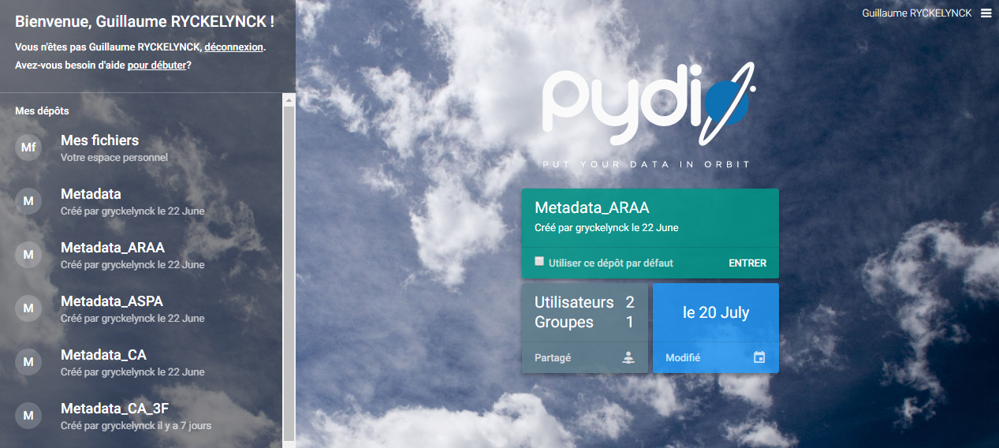 Bienvenue, Guillaume RYCKELYNCK !
Vous n'êtes pas Guillaume RYCKELYNCK, déconnexion.
Avez-vous besoin d'aide pour débuter?
Mes dépôts
Mf
Mes fichiers
Votre espace personnel
M
Metadata
Créé par gryckelynck le 22 June
M
Metadata_ARAA
Créé par gryckelynck le 22 June
M
Metadata_ASPA
Créé par gryckelynck le 22 June
M
Metadata_CA
Créé par gryckelynck le 22 June
M
Metadata_CA_3F
Créé par gryckelynck il y a 7 jours
Guillaume RYCKELYNCK
pydio
PUT YOUR DATA IN ORBIT
Metadata_ARAA
Créé par gryckelynck le 22 June
Utiliser ce dépôt par défaut ENTRER
Utilisateurs 2
Groupes 1
Partagé
le 20 July
Modifié